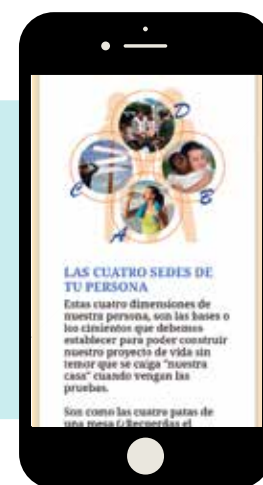 D
C
B
A
LAS CUATRO SEDES DE
TU PERSONA
Estas cuatro dimensiones de
nuestra persona, son las bases o
los cimientos que debemos
establecer para poder construir
nuestro proyecto de vida sin
temor que se caiga "nuestra
casa" cuando vengan las
pruebas.
Son como las cuatro patas de
una mesa (¿Recuerdas el